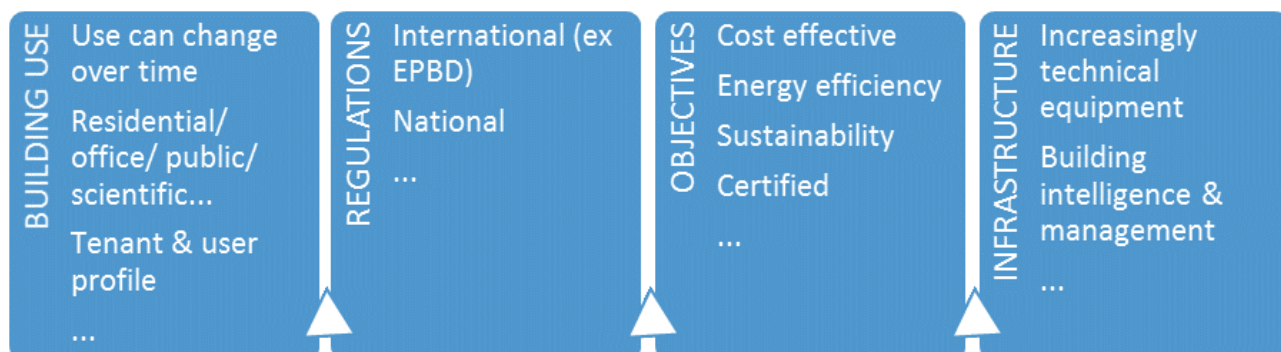 BUILDING USE
Use can change
over time
Residential/
office/ public/
scientific...
Tenant & user
profile
...
REGULATIONS
International (ex
EPBD)
National
...
OBJECTIVES
Cost effective
Energy efficiency
Sustainability
Certified
...
INFRASTRUCTURE
Increasingly
technical
equipment
Building
intelligence &
management
...